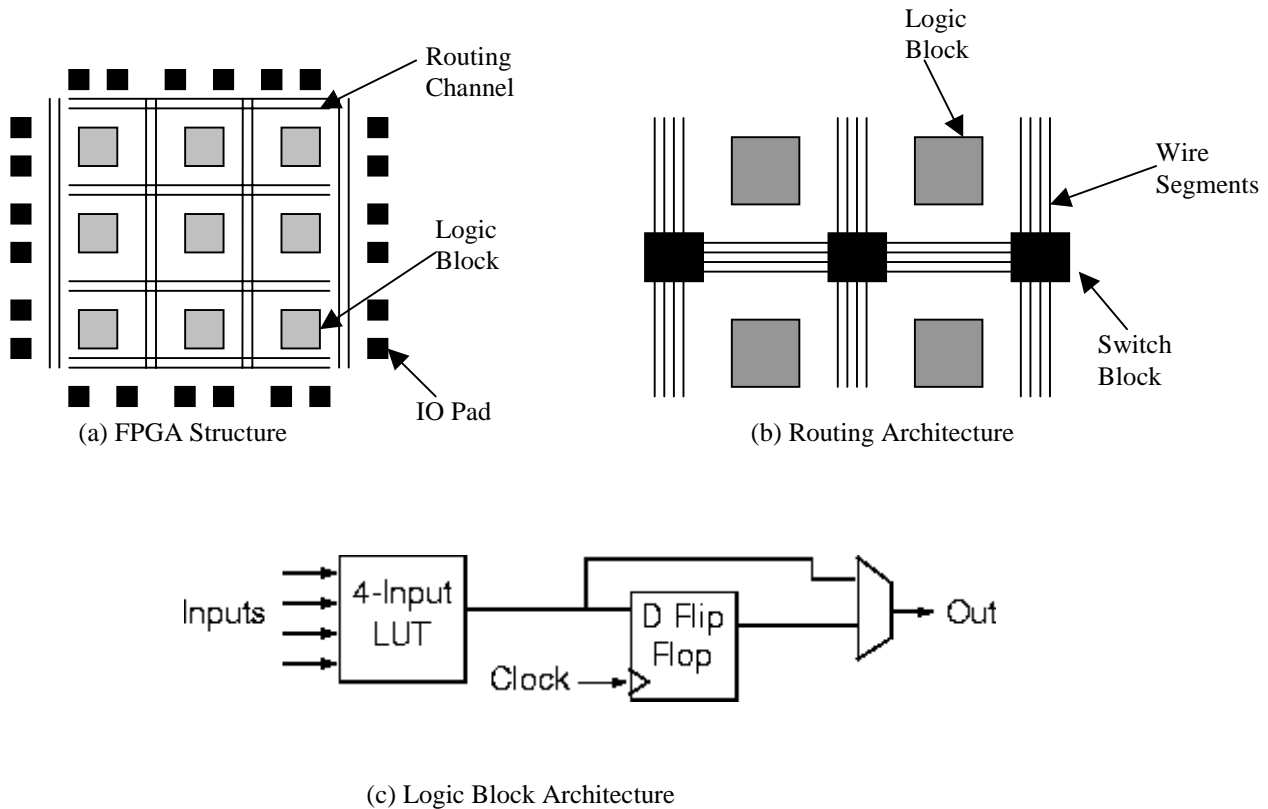 Routing
Channel
Logic
Block
IO Pad
(a) FPGA Structure
Logic
Block
Wire
Segments
Switch
Block
(b) Routing Architecture
Inputs
4-Input
LUT
D Flip
Flop
Clock
Out
(c) Logic Block Architecture